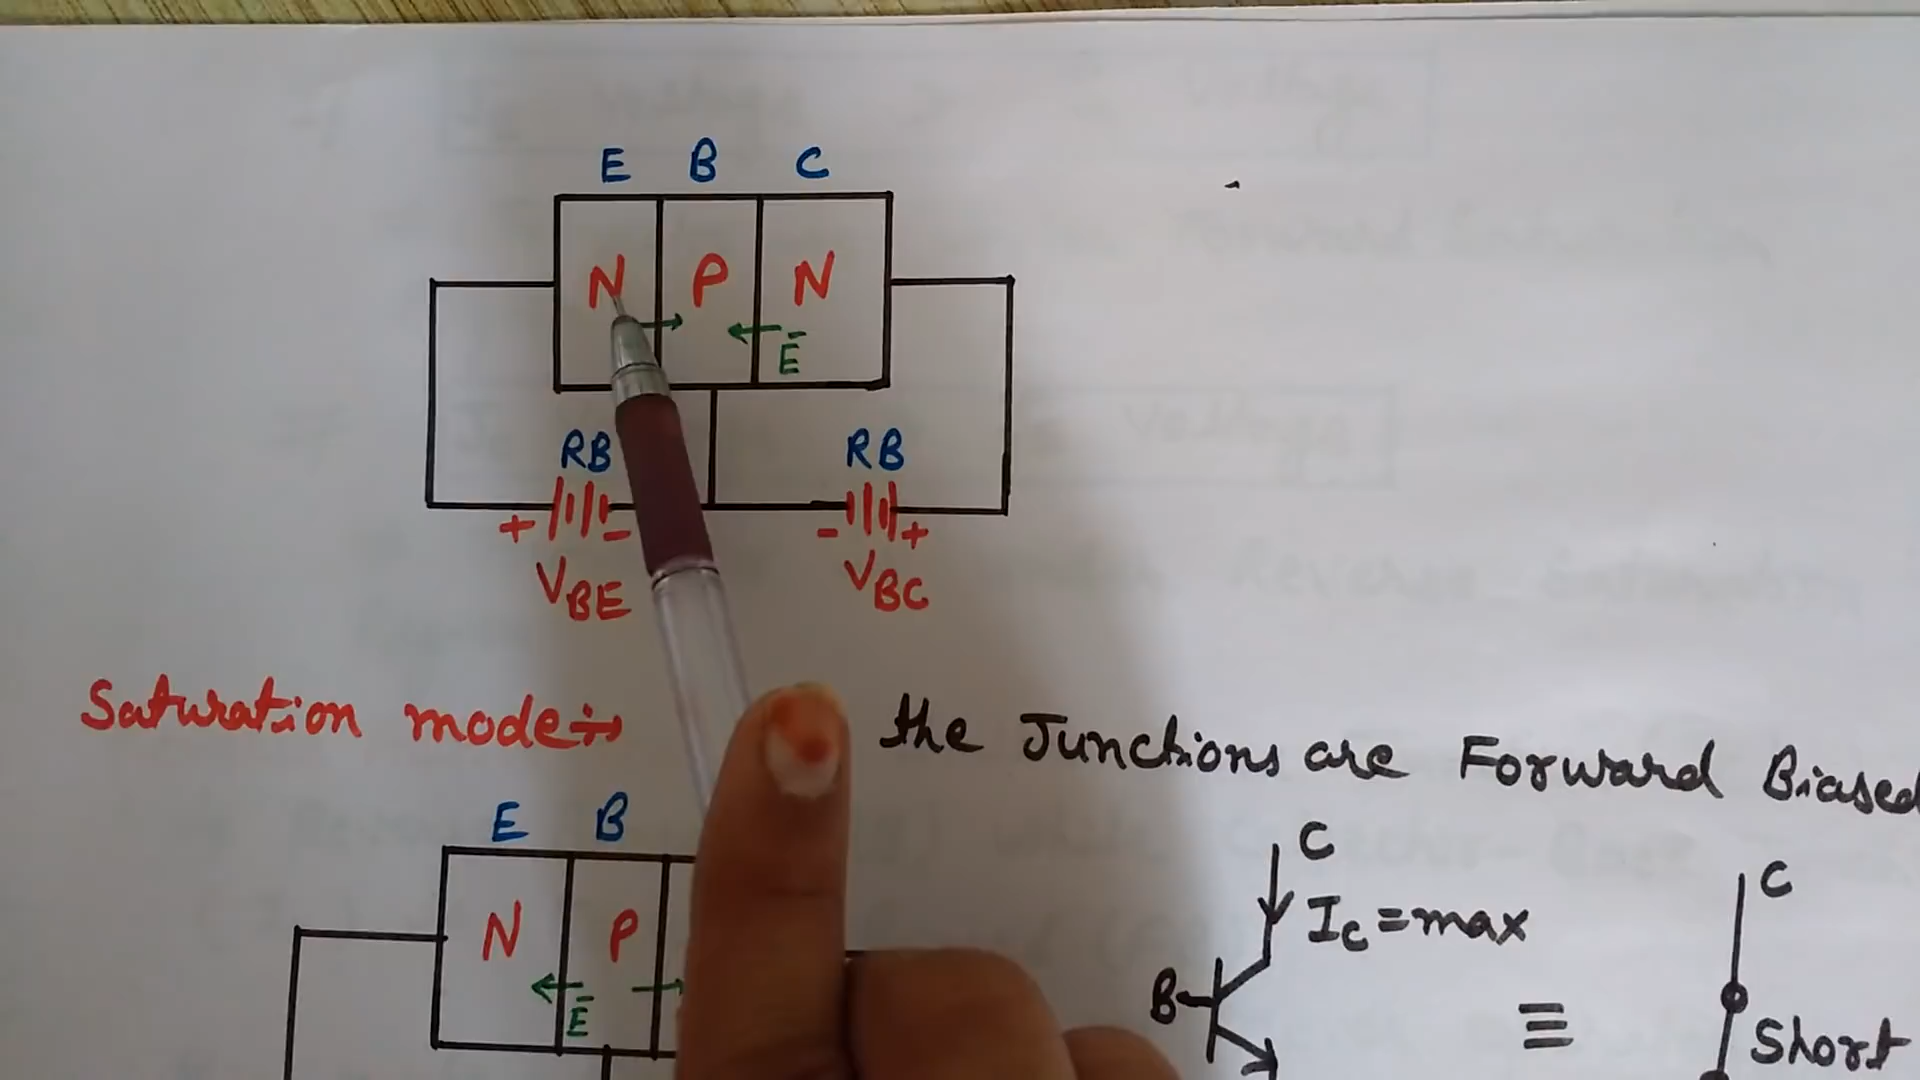 E B C
N P N
Ē
RB RB
+ - - +
VBE VBC
Saturation mode:→ the Junctions are Forward Biased
E B
N P
Ē
C
IC = max
B
≡
C
Short